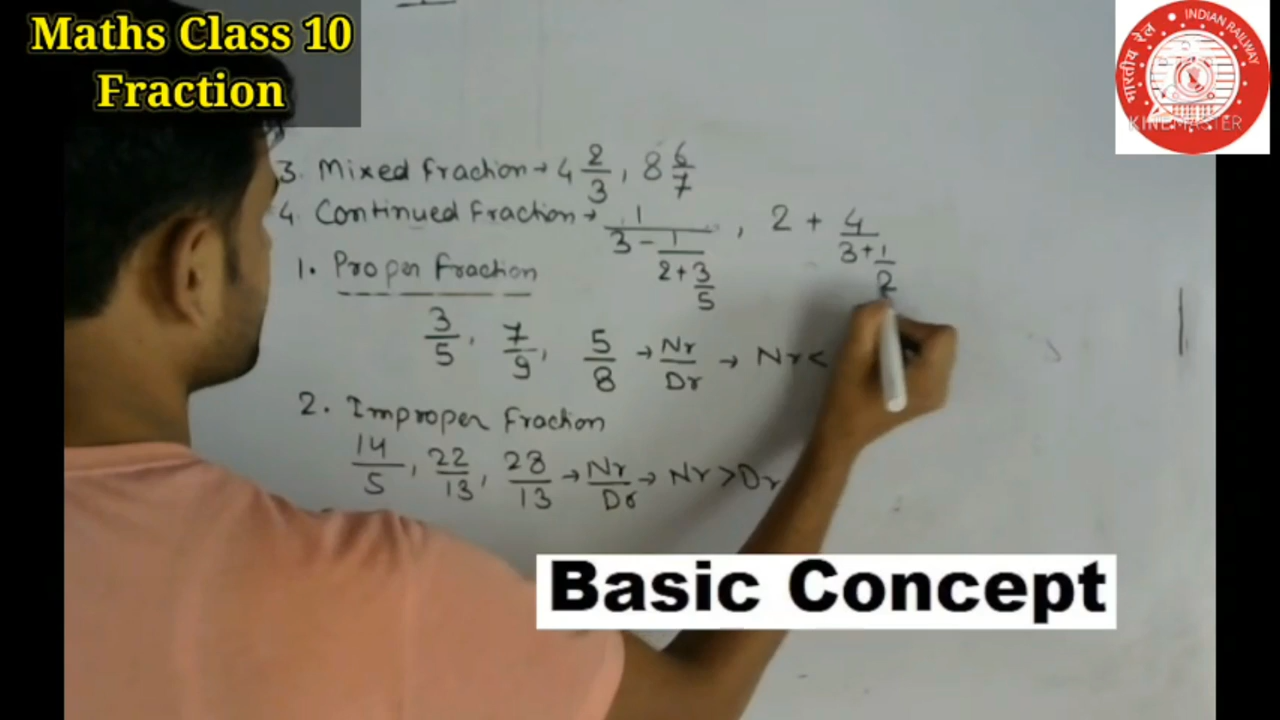 Maths Class 10
Fraction
भारतीय रेल INDIAN RAILWAY
KINEMASTER
3. Mixed Fraction → 4 2/3, 8 6/7
4. Continued Fraction → 1/(3 - 1/(2 + 3/5)), 2 + 4/(3 + 1/2)
1. Proper Fraction
3/5, 7/9, 5/8 → Nr/Dr → Nr <
2. Improper Fraction
14/5, 22/13, 28/13 → Nr/Dr → Nr > Dr
Basic Concept